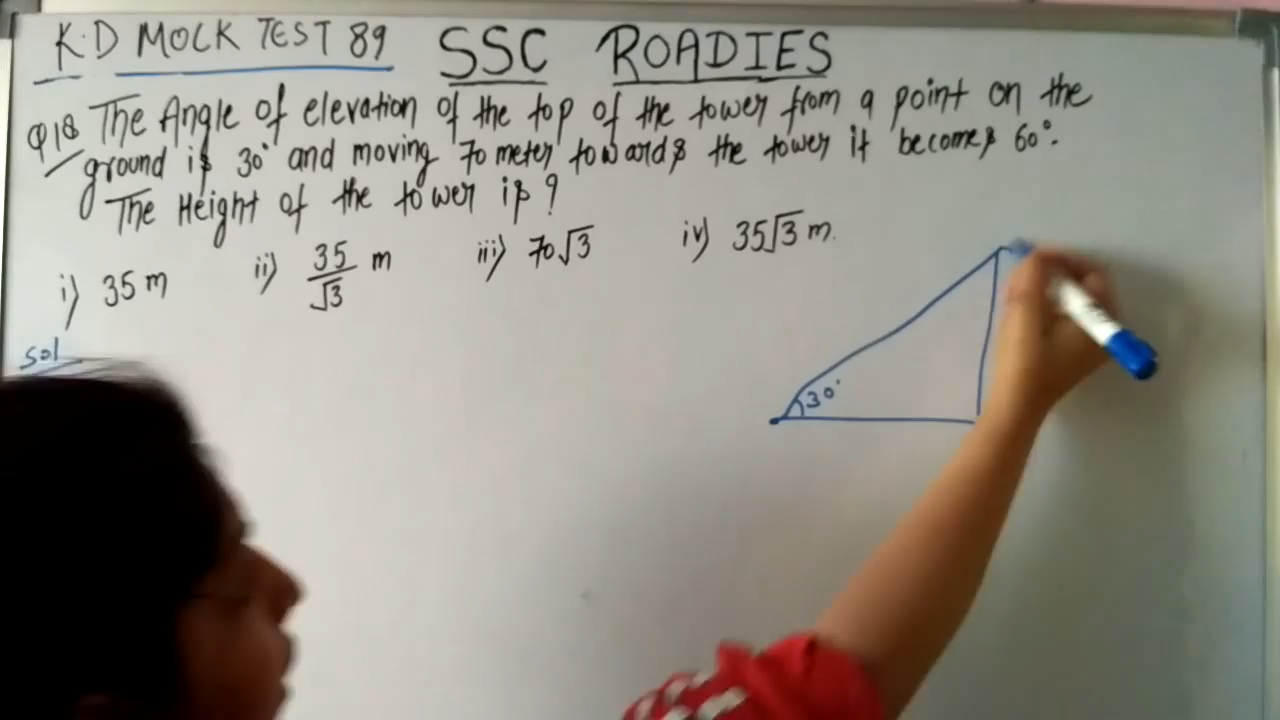 K.D MOCK TEST 89 SSC ROADIES
Q18 The Angle of elevation of the top of the tower from a point on the
ground is 30° and moving 70 meter towards the tower it becomes 60°.
The Height of the tower is ?
i) 35 m ii) 35/√3 m iii) 70√3 iv) 35√3 m.
Sol
30°